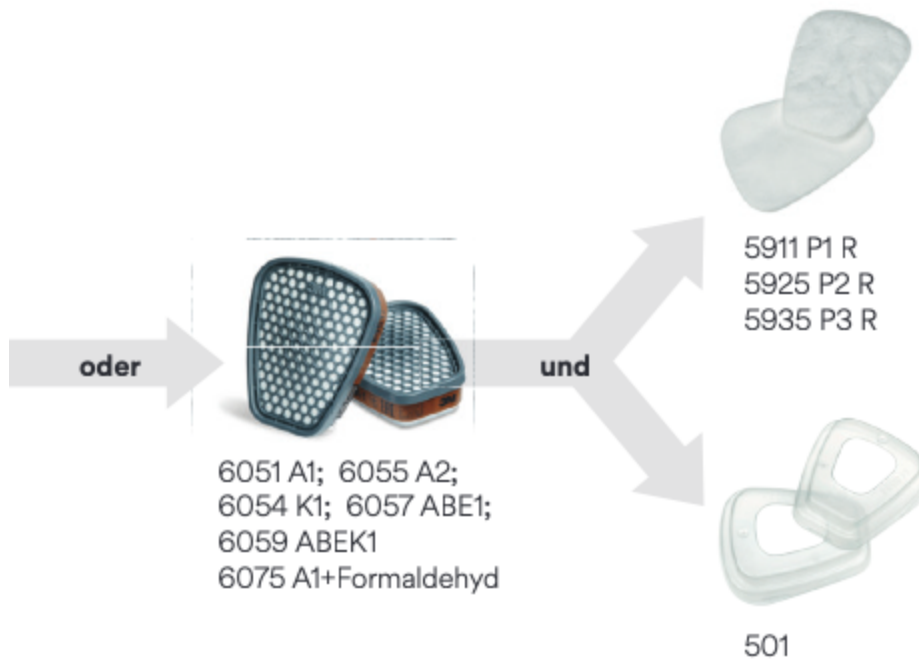 oder
6051 A1; 6055 A2;
6054 K1; 6057 ABE1;
6059 ABEK1
6075 A1+Formaldehyd
und
5911 P1 R
5925 P2 R
5935 P3 R
501